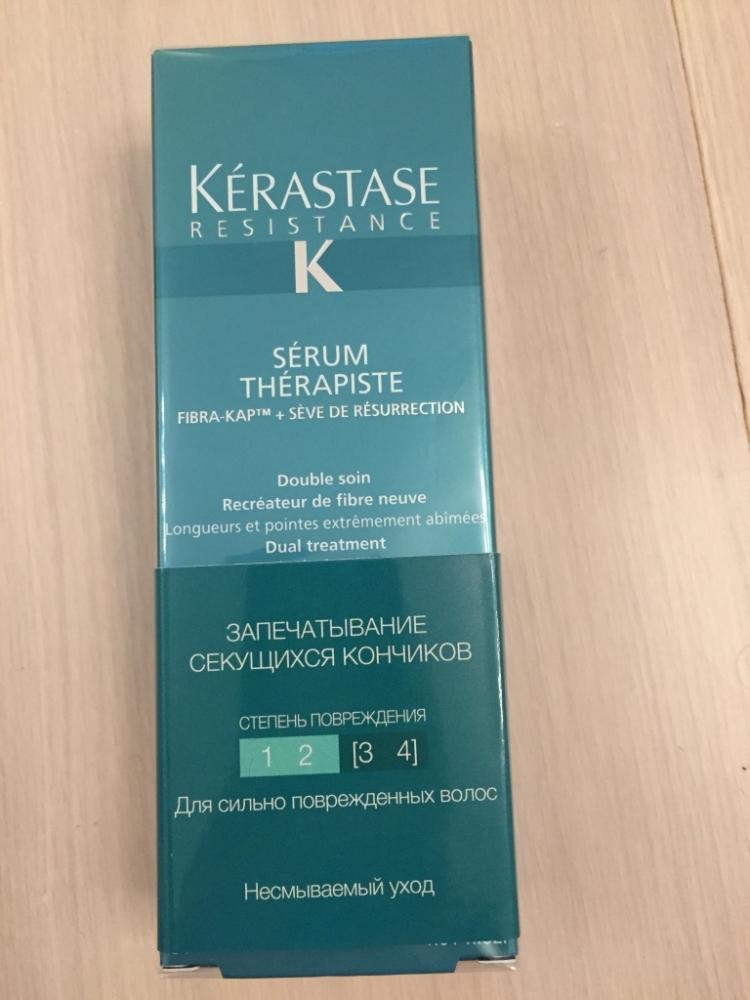 KÉRASTASE
RESISTANCE
K
SÉRUM
THÉRAPISTE
FIBRA-KAP™ + SÈVE DE RÉSURRECTION
Double soin
Recréateur de fibre neuve
Longueurs et pointes extrêmement abîmées
Dual treatment
ЗАПЕЧАТЫВАНИЕ
СЕКУЩИХСЯ КОНЧИКОВ
СТЕПЕНЬ ПОВРЕЖДЕНИЯ
1 2 [3 4]
Для сильно поврежденных волос
Несмываемый уход